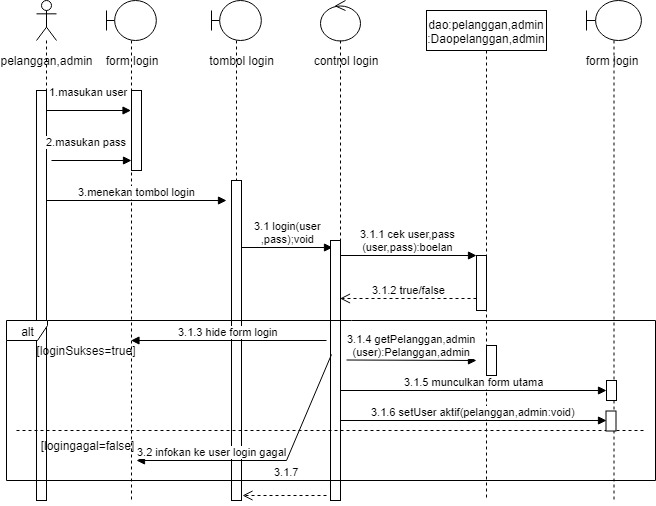 dao:pelanggan,admin
:Daopelanggan,admin
pelanggan,admin
form login
tombol login
control login
form login
1.masukan user
2.masukan pass
3.menekan tombol login
3.1 login(user
,pass);void
3.1.1 cek user,pass
(user,pass):boelan
3.1.2 true/false
alt
3.1.3 hide form login
[loginSukses=true]
3.1.4 getPelanggan,admin
(user):Pelanggan,admin
3.1.5 munculkan form utama
3.1.6 setUser aktif(pelanggan,admin:void)
[logingagal=false]
3.2 infokan ke user login gagal
3.1.7